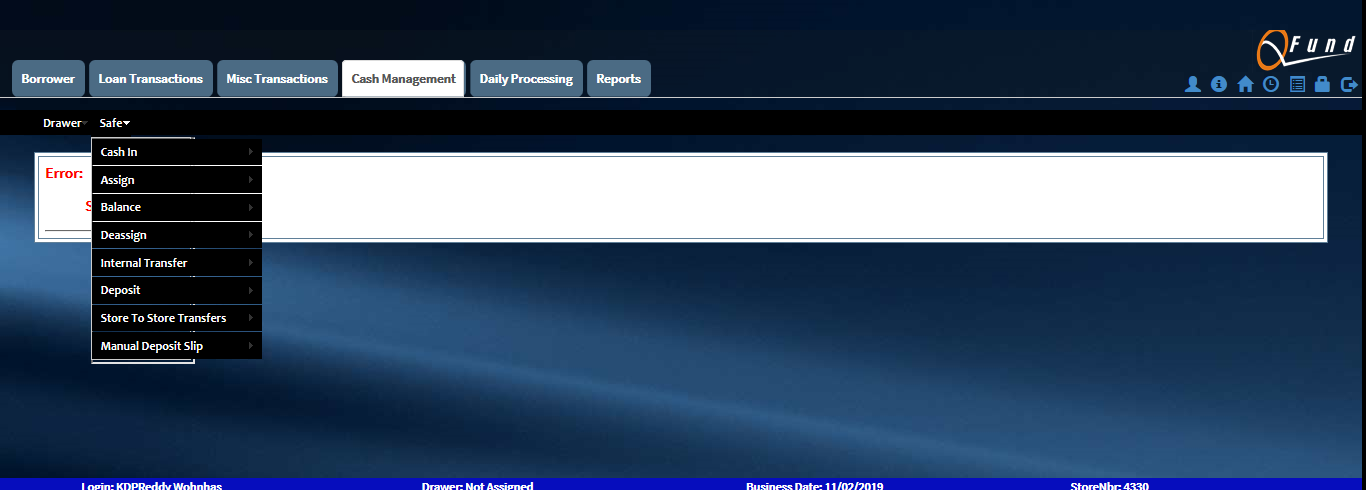 Fund
Borrower Loan Transactions Misc Transactions Cash Management Daily Processing Reports
Drawer Safe
Cash In
Error:
Assign
S
Balance
Deassign
Internal Transfer
Deposit
Store To Store Transfers
Manual Deposit Slip
Login: KDPReddy Wohnhas Drawer: Not Assigned Business Date: 11/02/2019 StoreNbr: 4330